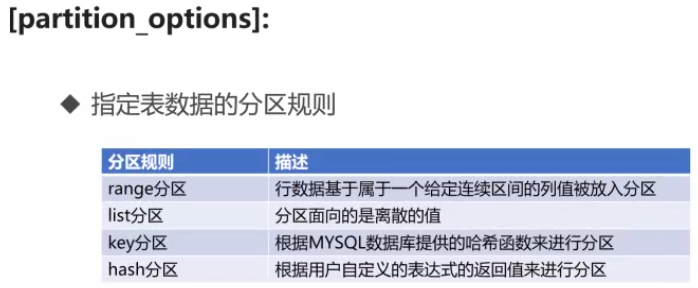 [partition_options]:
◆ 指定表数据的分区规则
分区规则 描述
range分区 行数据基于属于一个给定连续区间的列值被放入分区
list分区 分区面向的是离散的值
key分区 根据MYSQL数据库提供的哈希函数来进行分区
hash分区 根据用户自定义的表达式的返回值来进行分区